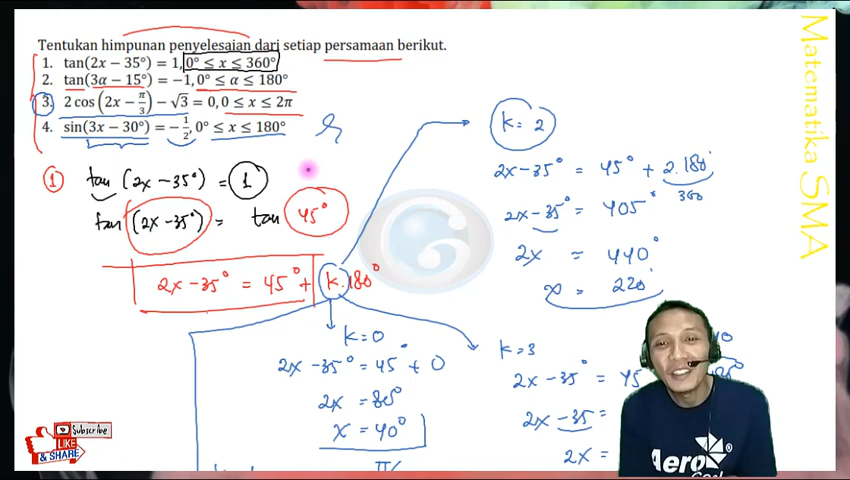 Tentukan himpunan penyelesaian dari setiap persamaan berikut.
1. tan(2x − 35°) = 1, 0° ≤ x ≤ 360°
2. tan(3α − 15°) = −1, 0° ≤ α ≤ 180°
3. 2 cos(2x − π/3) − √3 = 0, 0 ≤ x ≤ 2π
4. sin(3x − 30°) = −1/2, 0° ≤ x ≤ 180°
① tan (2x − 35°) = 1
tan (2x − 35°) = tan 45°
2x − 35° = 45° + k.180°
k=0
2x − 35° = 45° + 0
2x = 80°
x = 40°
k = 2
2x − 35° = 45° + 2.180°
360
2x − 35° = 405°
2x = 440°
x = 220°
k = 3
2x − 35° = 45
2x − 35 =
2x =
Matematika SMA
Subscribe
LIKE
& SHARE
Aero